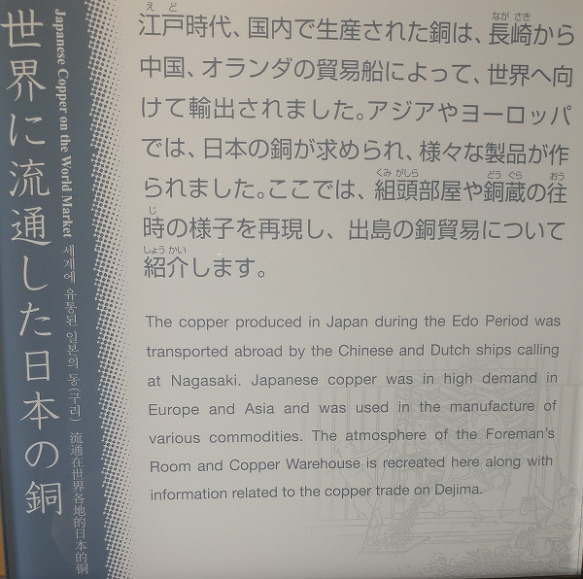 世界に流通した日本の銅
Japanese Copper on the World Market 세계에 유통된 일본의 동(구리) 流通在世界各地的日本的銅
江戸時代、国内で生産された銅は、長崎から
中国、オランダの貿易船によって、世界へ向
けて輸出されました。アジアやヨーロッパ
では、日本の銅が求められ、様々な製品が作
られました。ここでは、組頭部屋や銅蔵の往
時の様子を再現し、出島の銅貿易について
紹介します。
The copper produced in Japan during the Edo Period was
transported abroad by the Chinese and Dutch ships calling
at Nagasaki. Japanese copper was in high demand in
Europe and Asia and was used in the manufacture of
various commodities. The atmosphere of the Foreman's
Room and Copper Warehouse is recreated here along with
information related to the copper trade on Dejima.